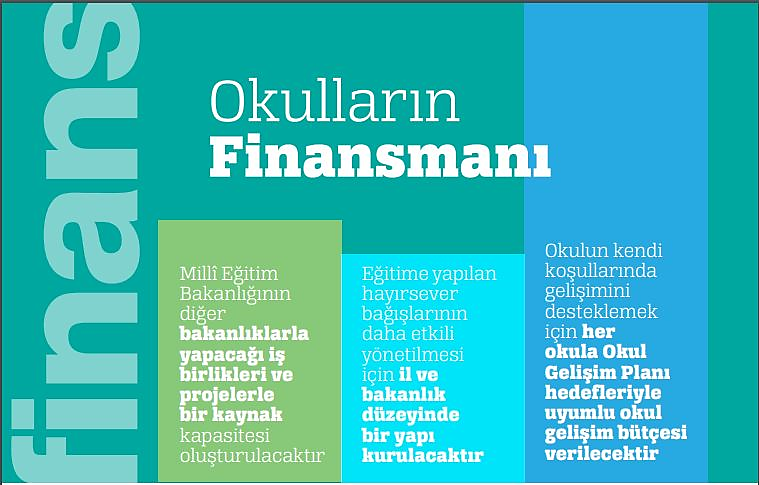 finans
Okulların
Finansmanı
Millî Eğitim
Bakanlığının
diğer
bakanlıklarla
yapacağı iş
birlikleri ve
projelerle
bir kaynak
kapasitesi
oluşturulacaktır
Eğitime yapılan
hayırsever
bağışlarının
daha etkili
yönetilmesi
için il ve
bakanlık
düzeyinde
bir yapı
kurulacaktır
Okulun kendi
koşullarında
gelişimini
desteklemek
için her
okula Okul
Gelişim Planı
hedefleriyle
uyumlu okul
gelişim bütçesi
verilecektir